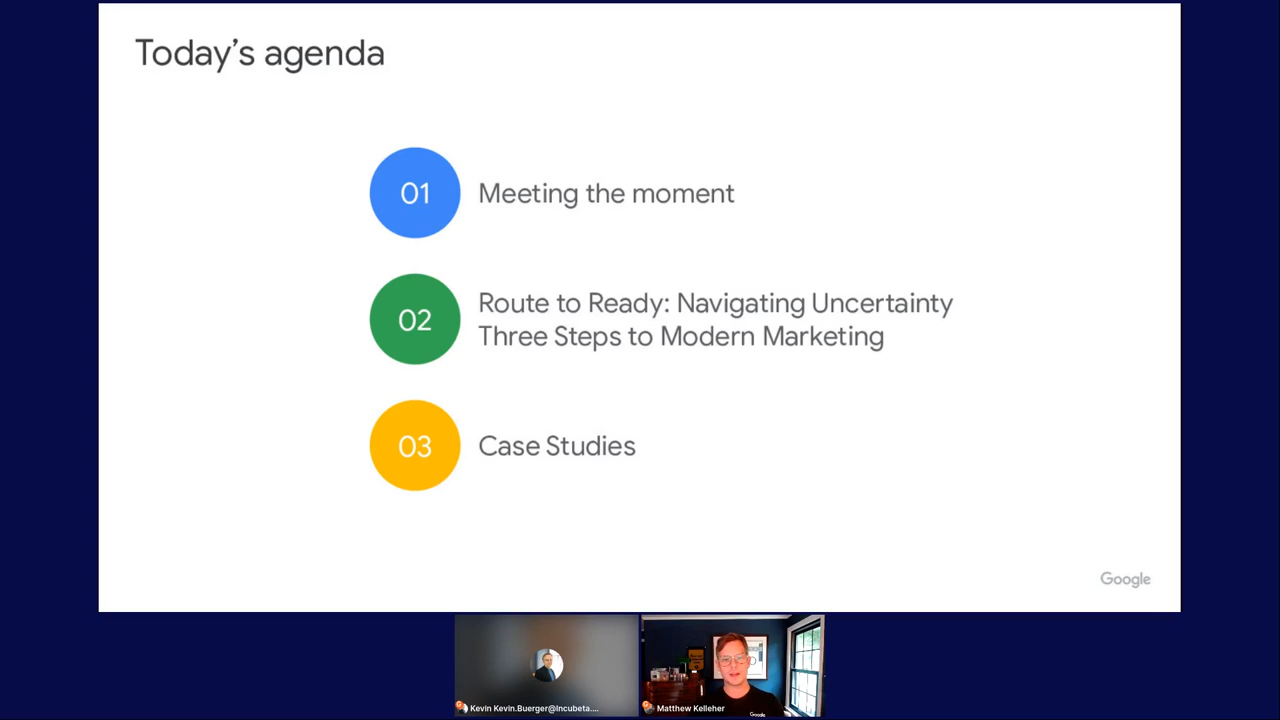 Today's agenda
01
Meeting the moment
02
Route to Ready: Navigating Uncertainty
Three Steps to Modern Marketing
03
Case Studies
Google
Kevin Kevin.Buerger@Incubeta....
Matthew Kelleher
Google